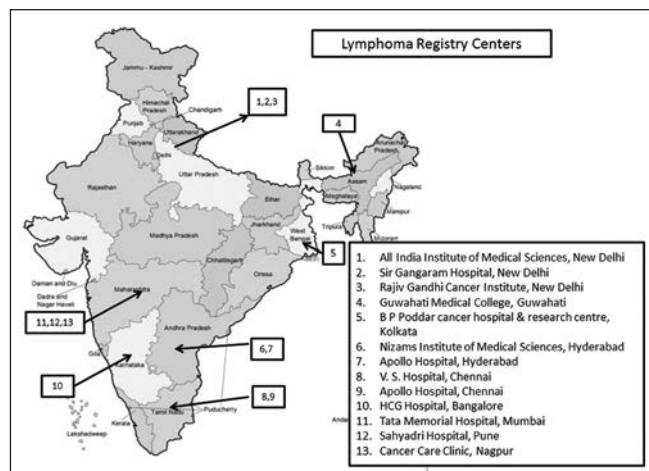 Lymphoma Registry Centers
Jammu - Kashmir
Himachal
Pradesh
Chandigarh
Punjab
Uttarakhand
Haryana
Delhi
1,2,3
4
Arunachal
Pradesh
Sikkim
Assam
Nagaland
Meghalaya
Manipur
Tripura
Mizoram
Rajasthan
Uttar Pradesh
Bihar
Jharkhand
West
Bengal
5
Gujarat
Madhya Pradesh
Chhattisgarh
Orissa
Daman and Diu
Dadra and
Nagar Haveli
Maharashtra
11,12,13
Andhra Pradesh
6,7
Goa
Karnataka
10
8,9
Tamil Nadu
Puducherry
Kerala
Lakshadweep
1. All India Institute of Medical Sciences, New Delhi
2. Sir Gangaram Hospital, New Delhi
3. Rajiv Gandhi Cancer Institute, New Delhi
4. Guwahati Medical College, Guwahati
5. B P Poddar cancer hospital & research centre,
Kolkata
6. Nizams Institute of Medical Sciences, Hyderabad
7. Apollo Hospital, Hyderabad
8. V. S. Hospital, Chennai
9. Apollo Hospital, Chennai
10. HCG Hospital, Bangalore
11. Tata Memorial Hospital, Mumbai
12. Sahyadri Hospital, Pune
13. Cancer Care Clinic, Nagpur